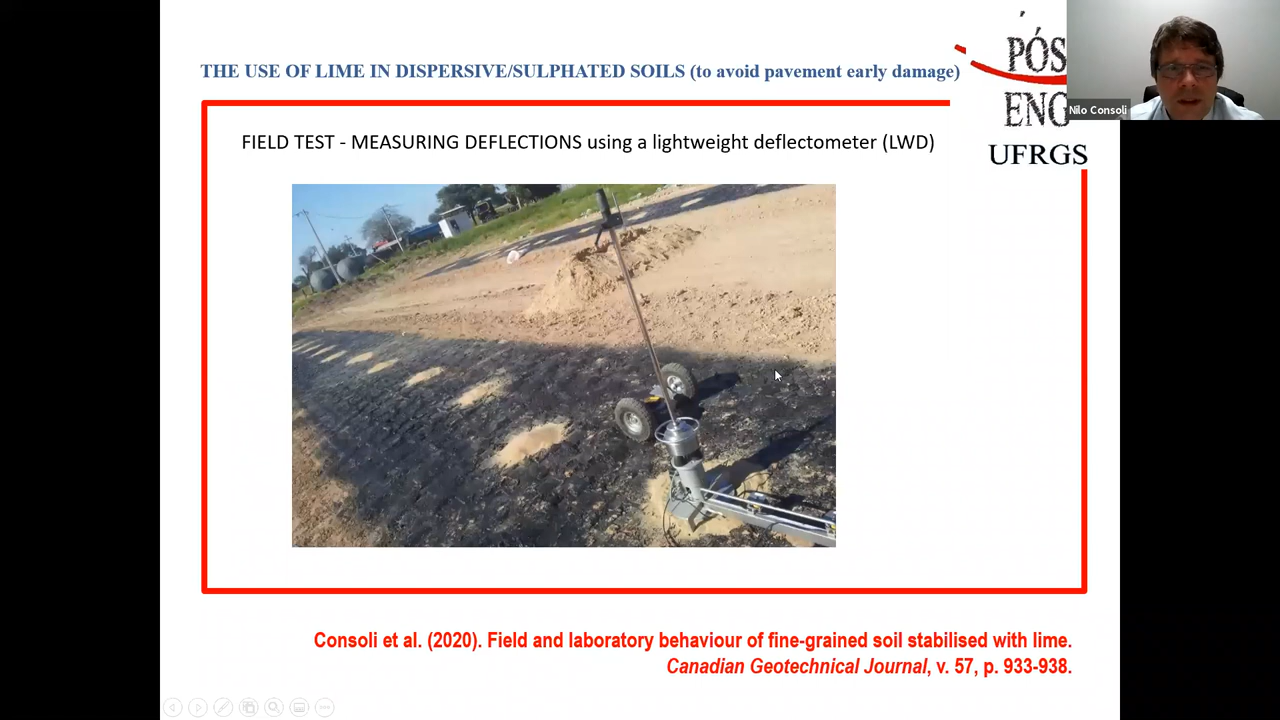 THE USE OF LIME IN DISPERSIVE/SULPHATED SOILS (to avoid pavement early damage)
PÓS
ENG
UFRGS
Nilo Consoli
FIELD TEST - MEASURING DEFLECTIONS using a lightweight deflectometer (LWD)
Consoli et al. (2020). Field and laboratory behaviour of fine-grained soil stabilised with lime.
Canadian Geotechnical Journal, v. 57, p. 933-938.